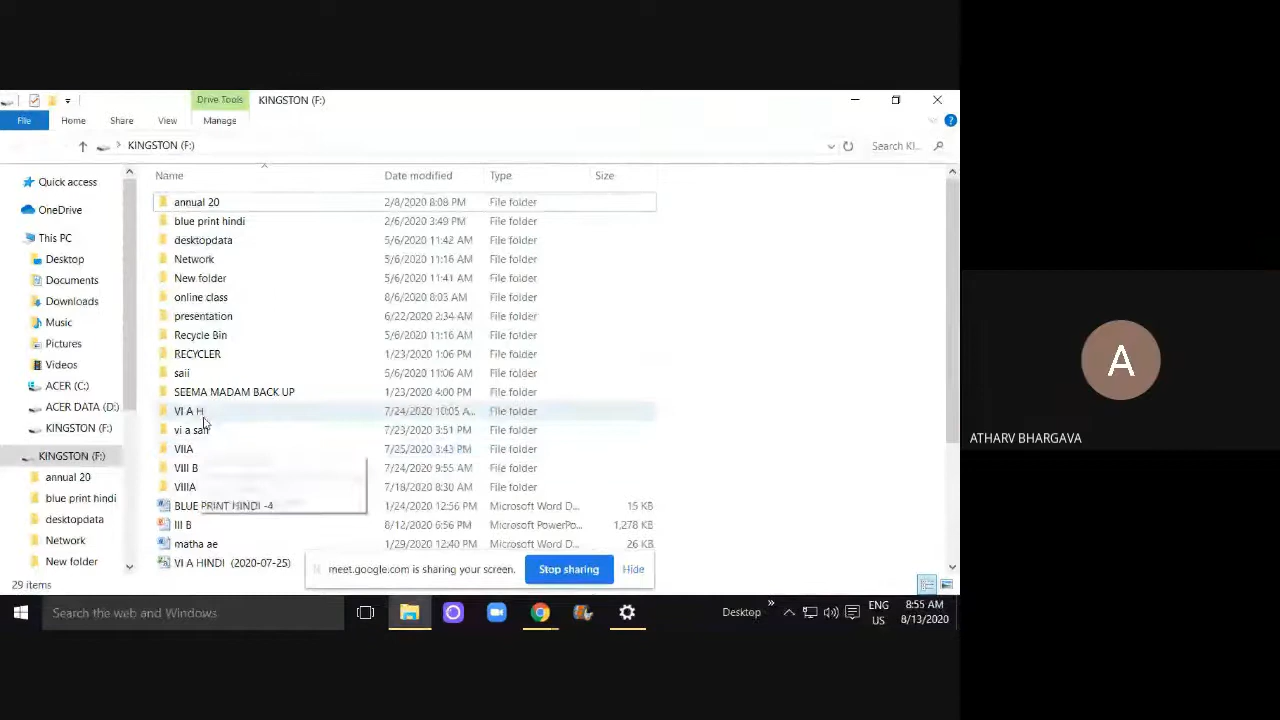 Drive Tools KINGSTON (F:)
File Home Share View Manage
KINGSTON (F:) Search KI...
Name Date modified Type Size
Quick access
OneDrive
This PC
Desktop
Documents
Downloads
Music
Pictures
Videos
ACER (C:)
ACER DATA (D:)
KINGSTON (F:)
KINGSTON (F:)
annual 20
blue print hindi
desktopdata
Network
New folder
annual 20 2/8/2020 8:08 PM File folder
blue print hindi 2/6/2020 3:49 PM File folder
desktopdata 5/6/2020 11:42 AM File folder
Network 5/6/2020 11:16 AM File folder
New folder 5/6/2020 11:41 AM File folder
online class 8/6/2020 8:03 AM File folder
presentation 6/22/2020 2:34 AM File folder
Recycle Bin 5/6/2020 11:16 AM File folder
RECYCLER 1/23/2020 1:06 PM File folder
saii 5/6/2020 11:06 AM File folder
SEEMA MADAM BACK UP 1/23/2020 4:00 PM File folder
VI A H 7/24/2020 10:05 A... File folder
vi a 7/23/2020 3:51 PM File folder
VIIA 7/25/2020 3:43 PM File folder
VIII B 7/24/2020 9:55 AM File folder
VIIIA 7/18/2020 8:30 AM File folder
BLUE PRINT HINDI -4 1/24/2020 12:56 PM Microsoft Word D... 15 KB
III B 8/12/2020 6:56 PM Microsoft PowerPo... 1,278 KB
matha ae 1/29/2020 12:40 PM Microsoft Word D... 26 KB
VI A HINDI (2020-07-25)
meet.google.com is sharing your screen. Stop sharing Hide
29 items
Search the web and Windows
Desktop
ENG
US
8:55 AM
8/13/2020
A
ATHARV BHARGAVA